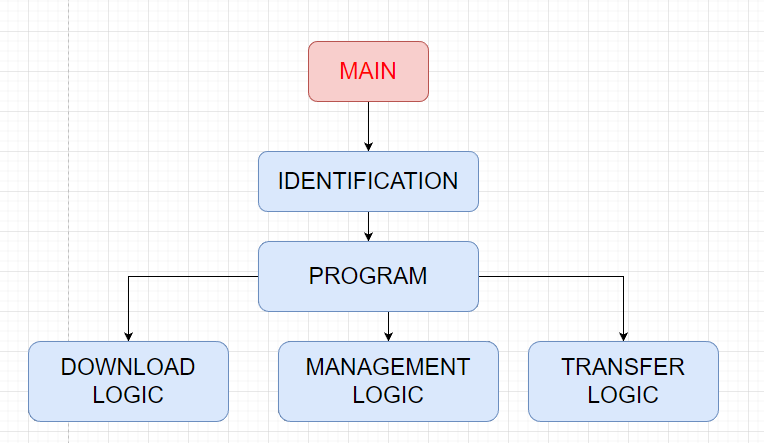 MAIN
IDENTIFICATION
PROGRAM
DOWNLOAD
LOGIC
MANAGEMENT
LOGIC
TRANSFER
LOGIC